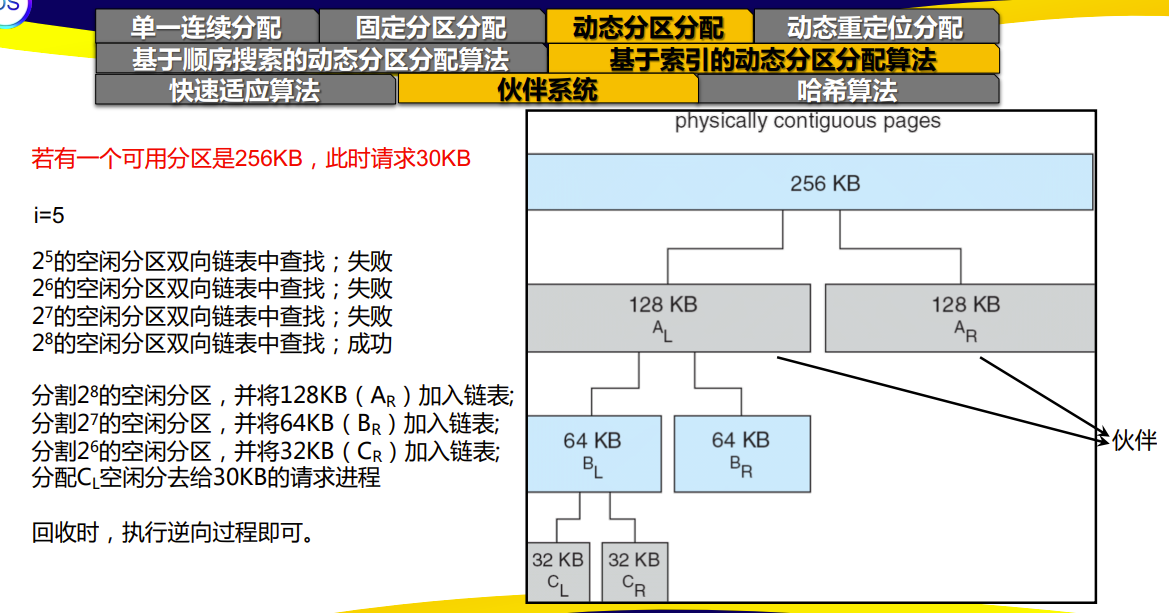 OS
单一连续分配 固定分区分配 动态分区分配 动态重定位分配
基于顺序搜索的动态分区分配算法 基于索引的动态分区分配算法
快速适应算法 伙伴系统 哈希算法
physically contiguous pages
若有一个可用分区是256KB，此时请求30KB
i=5
2⁵的空闲分区双向链表中查找；失败
2⁶的空闲分区双向链表中查找；失败
2⁷的空闲分区双向链表中查找；失败
2⁸的空闲分区双向链表中查找；成功
分割2⁸的空闲分区，并将128KB（A_R）加入链表;
分割2⁷的空闲分区，并将64KB（B_R）加入链表;
分割2⁶的空闲分区，并将32KB（C_R）加入链表;
分配C_L空闲分去给30KB的请求进程
回收时，执行逆向过程即可。
256 KB
128 KB 128 KB
A_L A_R
伙伴
64 KB 64 KB
B_L B_R
32 KB 32 KB
C_L C_R